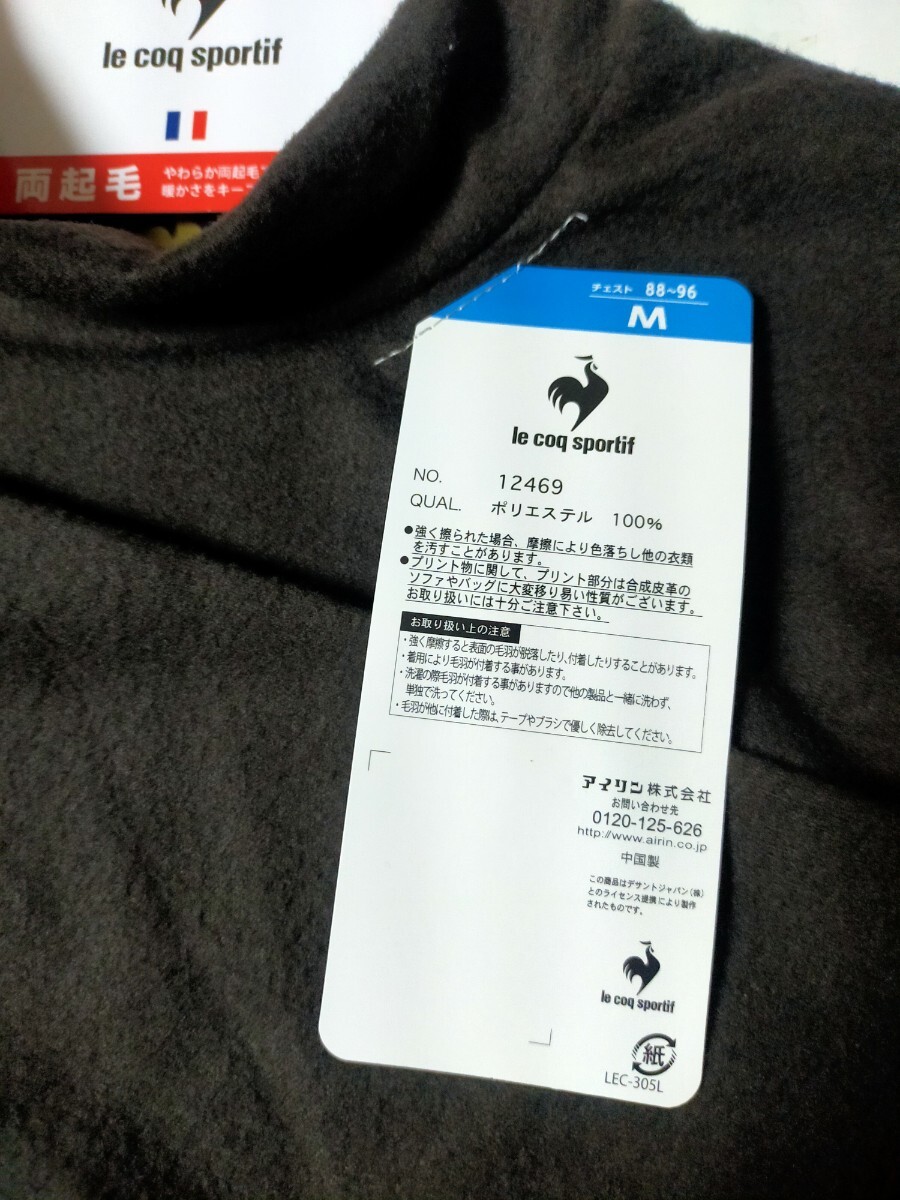 le coq sportif
両起毛
やわらか両起毛
暖かさをキープ
チェスト 88~96
M
le coq sportif
NO. 12469
QUAL. ポリエステル 100%
●強く擦られた場合、摩擦により色落ちし他の衣類
を汚すことがあります。
●プリント物に関して、プリント部分は合成皮革の
ソファやバッグに大変移り易い性質がございます。
お取り扱いには十分ご注意下さい。
お取り扱い上の注意
・強く摩擦すると表面の毛羽が脱落したり、付着したりすることがあります。
・着用により毛羽が付着する事があります。
・洗濯の際毛羽が付着する事がありますので他の製品と一緒に洗わず、
単独で洗ってください。
・毛羽が他に付着した際は、テープやブラシで優しく除去してください。
アイリン株式会社
お問い合わせ先
0120-125-626
http://www.airin.co.jp
中国製
この商品はデサントジャパン(株)
とのライセンス提携により製作
されたものです。
le coq sportif
紙
LEC-305L